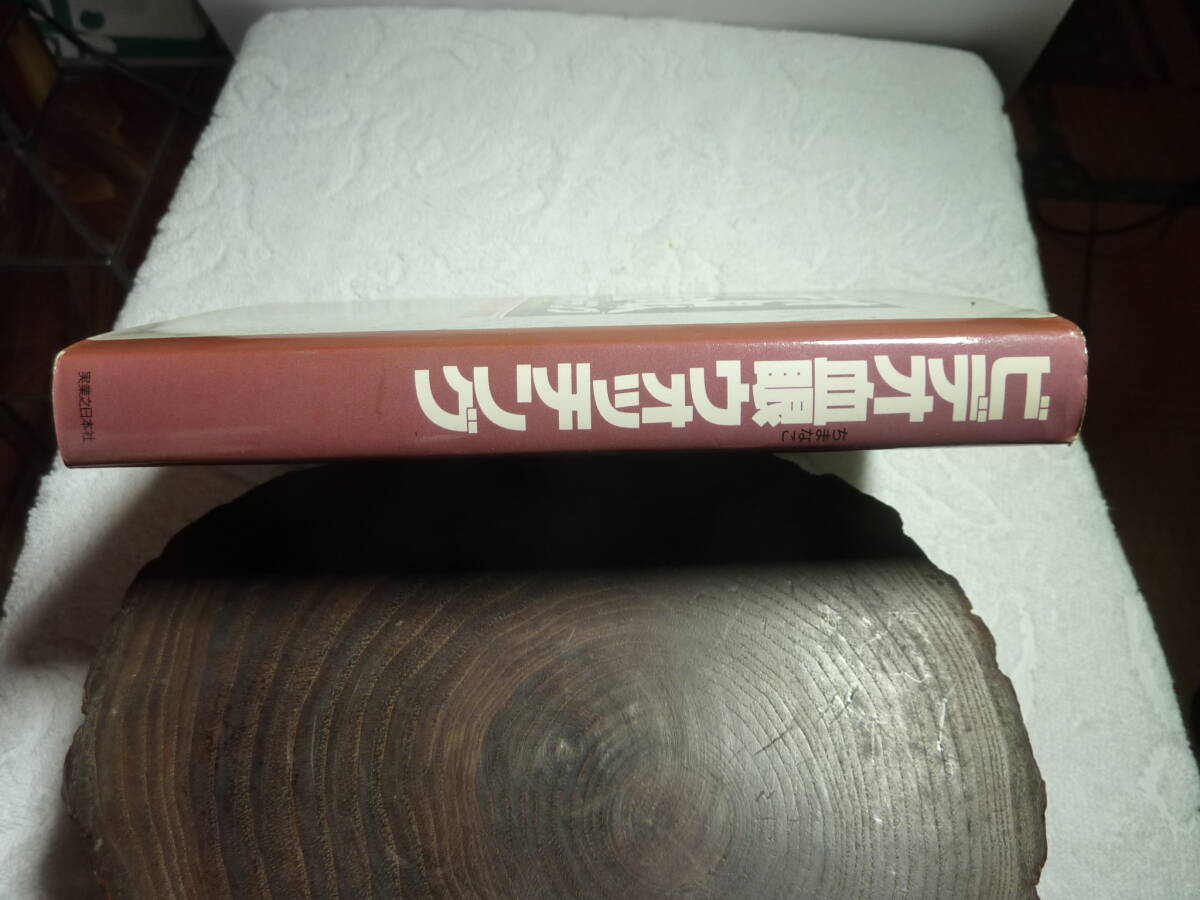 ビデオ血眼ウォッチング
ちまなこ
実業之日本社